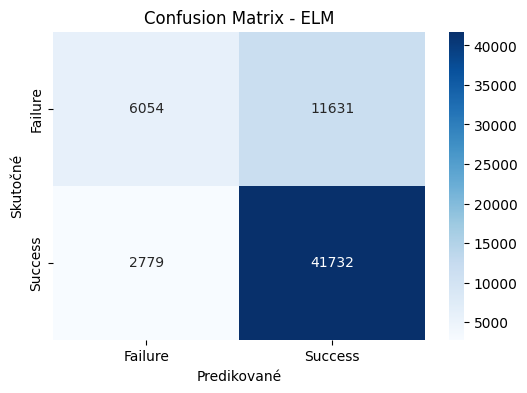 Confusion Matrix - ELM
Skutočné
Failure
Success
6054
11631
2779
41732
Failure
Success
Predikované
40000
35000
30000
25000
20000
15000
10000
5000